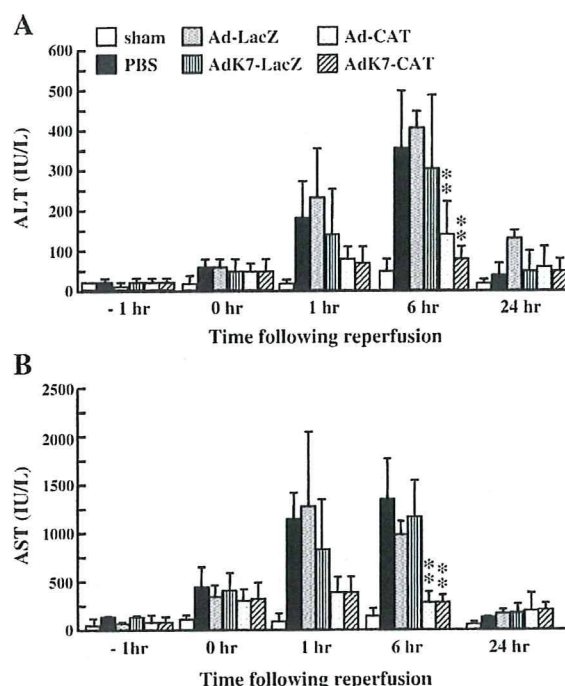 A
sham Ad-LacZ Ad-CAT
PBS AdK7-LacZ AdK7-CAT
600
500
400
300
200
100
0
ALT (IU/L)
** **
- 1 hr 0 hr 1 hr 6 hr 24 hr
Time following reperfusion
B
2500
2000
1500
1000
500
0
AST (IU/L)
** **
- 1hr 0 hr 1 hr 6 hr 24 hr
Time following reperfusion